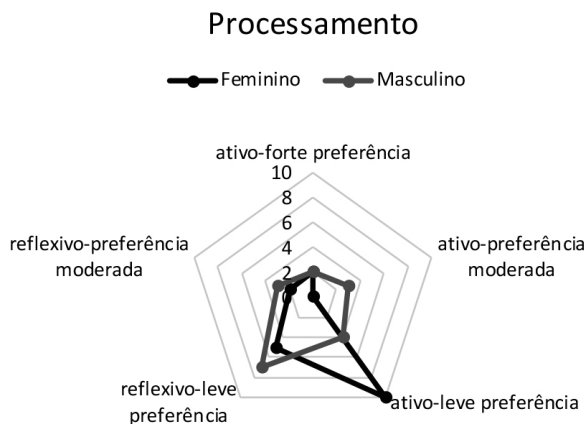 Processamento
Feminino
Masculino
ativo-forte preferência
10
8
6
4
2
0
ativo-preferência
moderada
ativo-leve preferência
reflexivo-leve
preferência
reflexivo-preferência
moderada